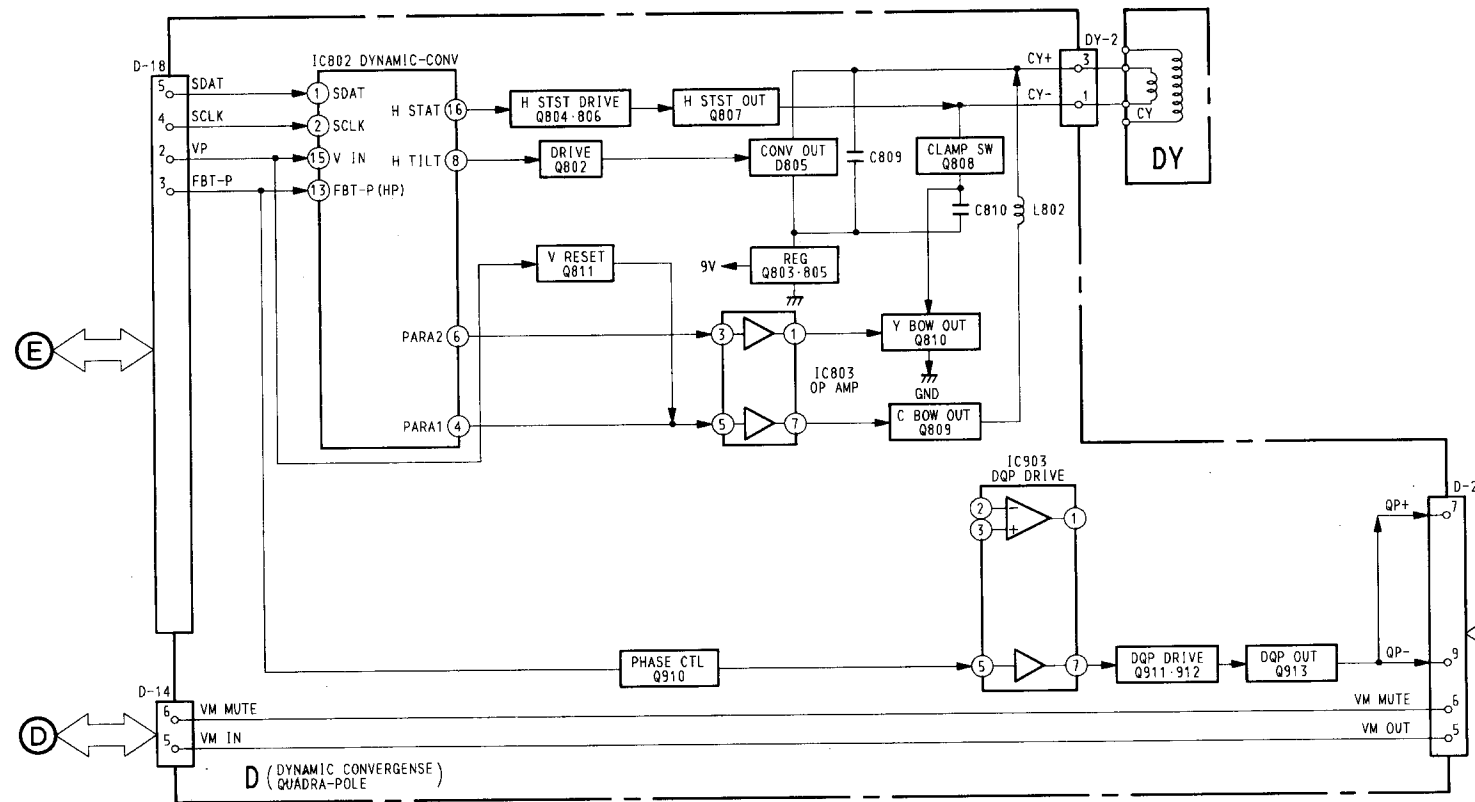 D-18
5 SDAT
4 SCLK
2 VP
3 FBT-P
IC802 DYNAMIC-CONV
1 SDAT
2 SCLK
15 V IN
13 FBT-P(HP)
H STAT 16
H TILT 8
PARA2 6
PARA1 4
H STST DRIVE
Q804·806
H STST OUT
Q807
DRIVE
Q802
CONV OUT
D805
C809
CLAMP SW
Q808
C810
L802
CY+
CY-
DY-2
3
1
CY
DY
V RESET
Q811
9V
REG
Q803·805
3
1
5
7
IC803
OP AMP
Y BOW OUT
Q810
GND
C BOW OUT
Q809
E
IC903
DQP DRIVE
2
-
3
+
1
5
7
PHASE CTL
Q910
DQP DRIVE
Q911·912
DQP OUT
Q913
QP+
QP-
D-2
7
9
6
5
D-14
6 VM MUTE
5 VM IN
VM MUTE
VM OUT
D
D (DYNAMIC CONVERGENSE)
QUADRA-POLE